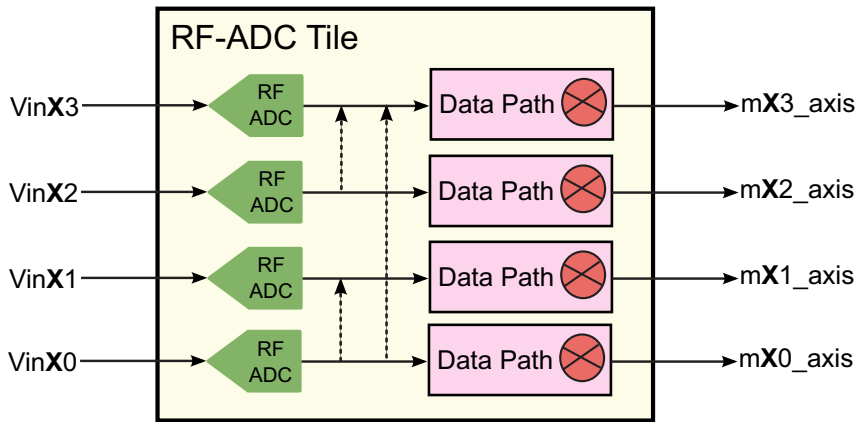 RF-ADC Tile
VinX3
RF
ADC
Data Path
mX3_axis
VinX2
RF
ADC
Data Path
mX2_axis
VinX1
RF
ADC
Data Path
mX1_axis
VinX0
RF
ADC
Data Path
mX0_axis